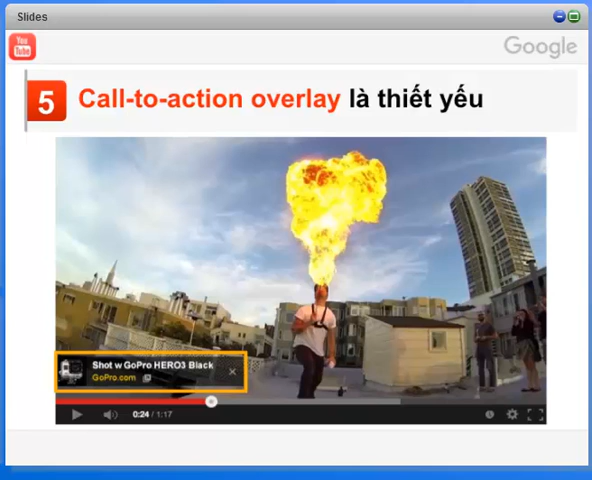 Slides
You
Tube
Google
5
Call-to-action overlay là thiết yếu
Shot w GoPro HERO3 Black
GoPro.com
0:24 / 1:17